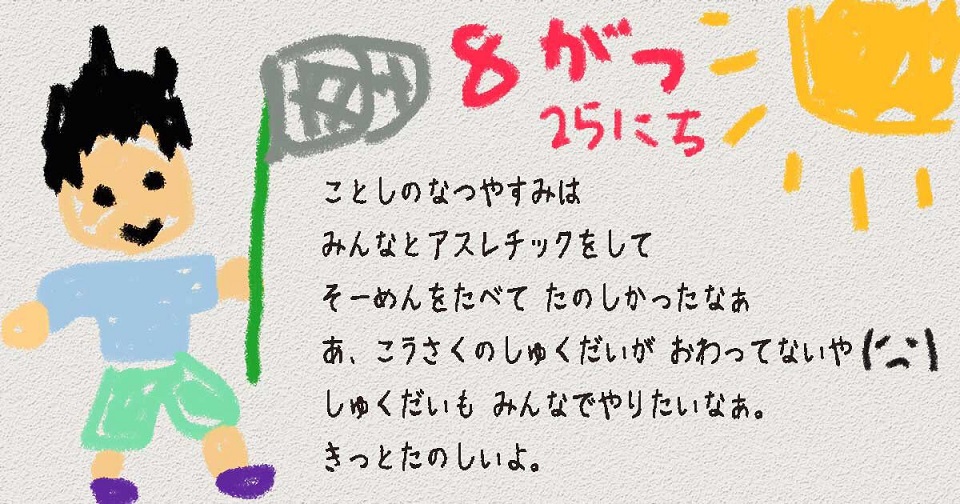 8がつ
25にち
ことしのなつやすみは
みんなとアスレチックをして
そーめんをたべて たのしかったなぁ
あ、こうさくのしゅくだいが おわってないや(´;︵;`)
しゅくだいも みんなでやりたいなぁ。
きっとたのしいよ。